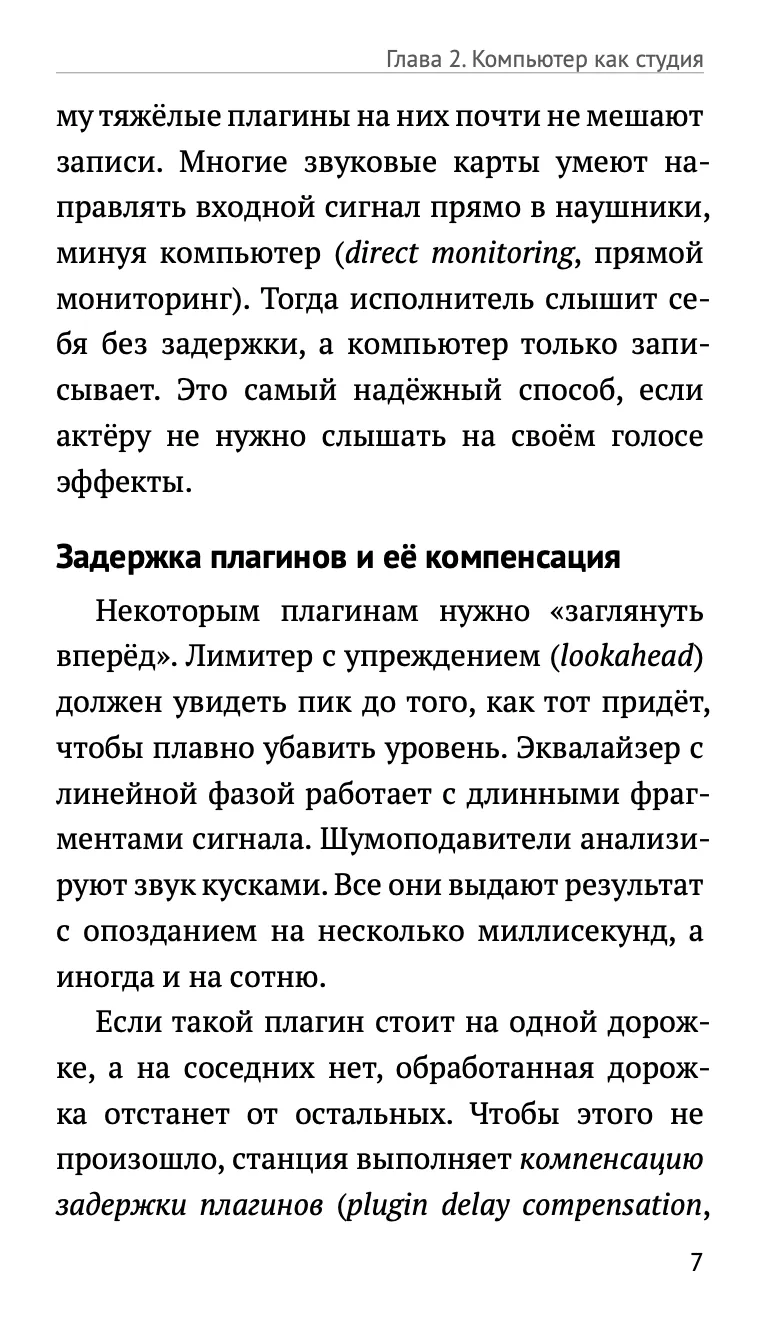 Глава 2. Компьютер как студия
му тяжёлые плагины на них почти не мешают
записи. Многие звуковые карты умеют на-
правлять входной сигнал прямо в наушники,
минуя компьютер (direct monitoring, прямой
мониторинг). Тогда исполнитель слышит се-
бя без задержки, а компьютер только запи-
сывает. Это самый надёжный способ, если
актёру не нужно слышать на своём голосе
эффекты.
Задержка плагинов и её компенсация
Некоторым плагинам нужно «заглянуть
вперёд». Лимитер с упреждением (lookahead)
должен увидеть пик до того, как тот придёт,
чтобы плавно убавить уровень. Эквалайзер с
линейной фазой работает с длинными фраг-
ментами сигнала. Шумоподавители анализи-
руют звук кусками. Все они выдают результат
с опозданием на несколько миллисекунд, а
иногда и на сотню.
Если такой плагин стоит на одной дорож-
ке, а на соседних нет, обработанная дорож-
ка отстанет от остальных. Чтобы этого не
произошло, станция выполняет компенсацию
задержки плагинов (plugin delay compensation,
7